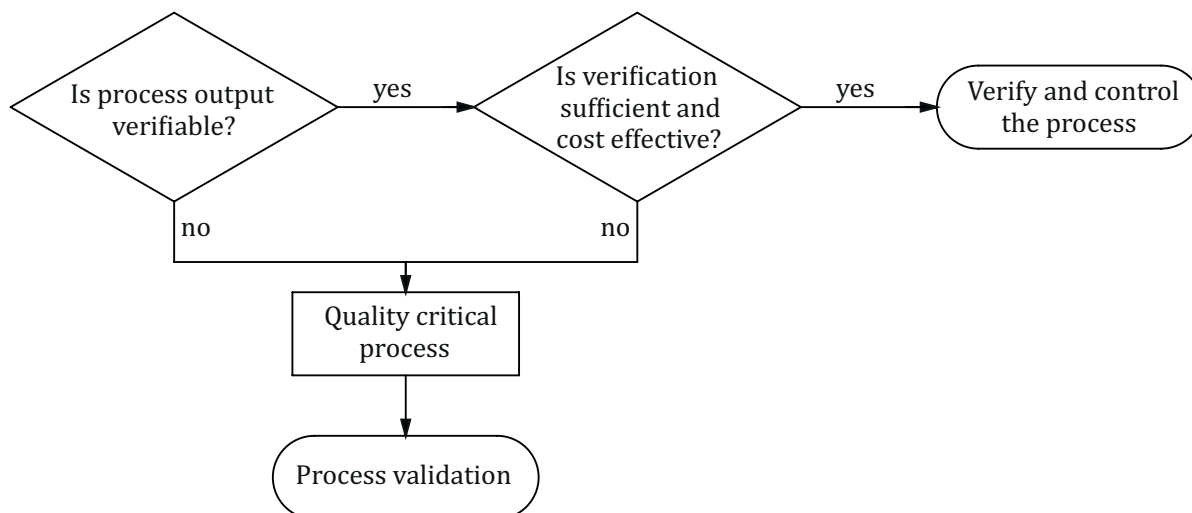 Is process output
verifiable?
yes
Is verification
sufficient and
cost effective?
yes
Verify and control
the process
no
no
Quality critical
process
Process validation